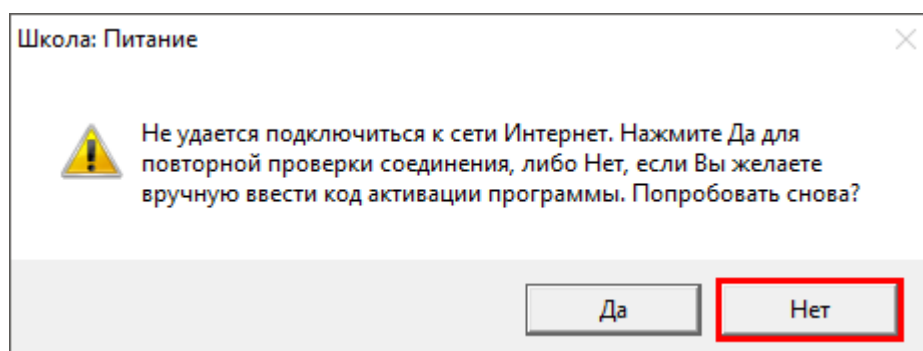 Школа: Питание
Не удается подключиться к сети Интернет. Нажмите Да для
повторной проверки соединения, либо Нет, если Вы желаете
вручную ввести код активации программы. Попробовать снова?
Да
Нет